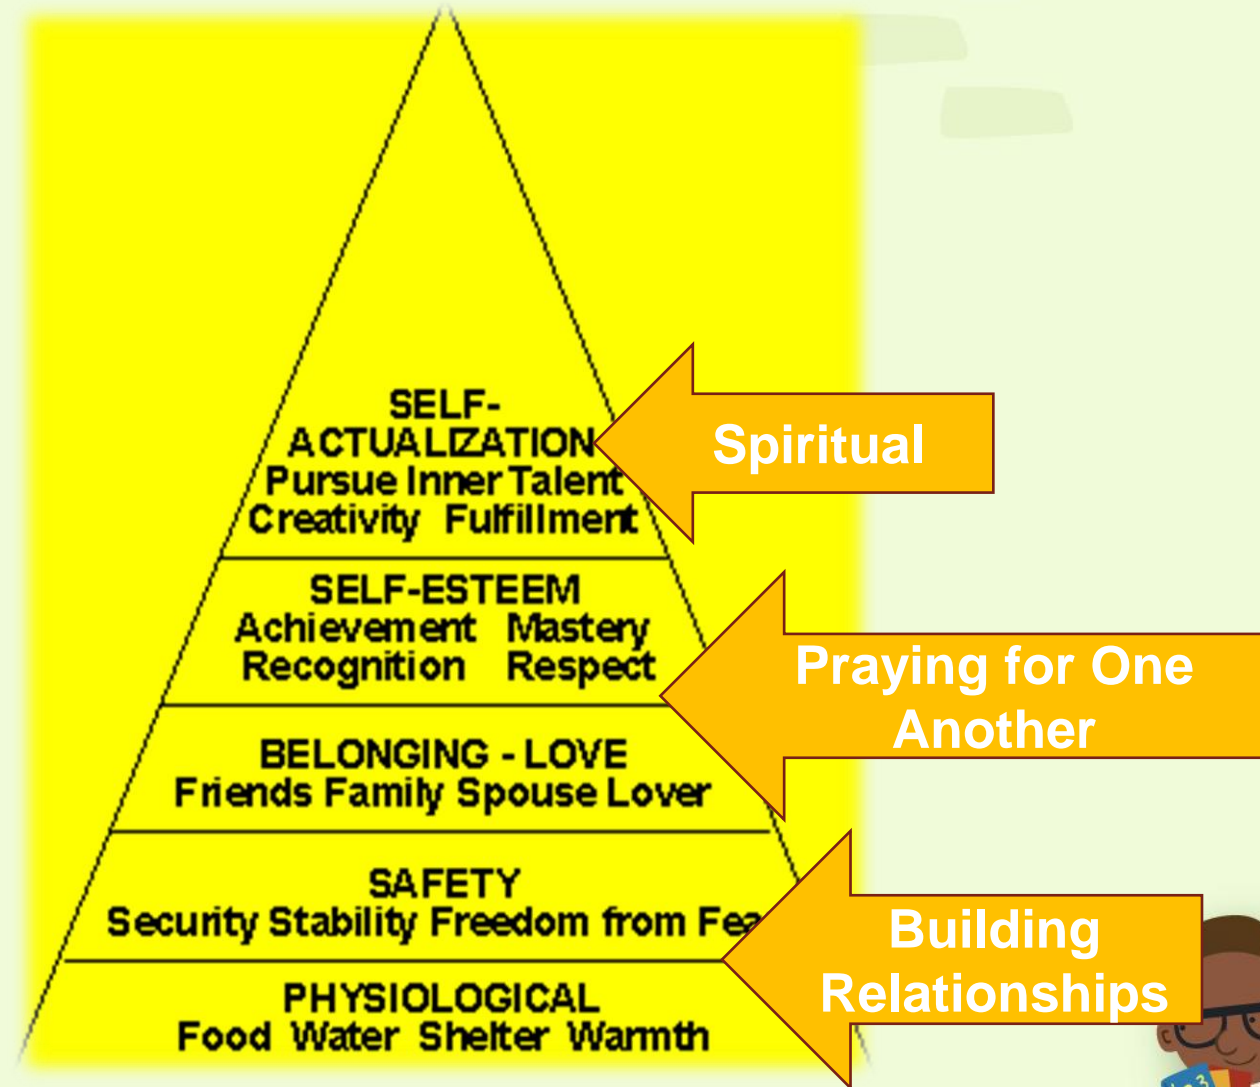 SELF-
ACTUALIZATION
Pursue Inner Talent
Creativity Fulfillment
Spiritual
SELF-ESTEEM
Achievement Mastery
Recognition Respect
Praying for One
Another
BELONGING - LOVE
Friends Family Spouse Lover
SAFETY
Security Stability Freedom from
Building
Relationships
PHYSIOLOGICAL
Food Water Shelter Warmth